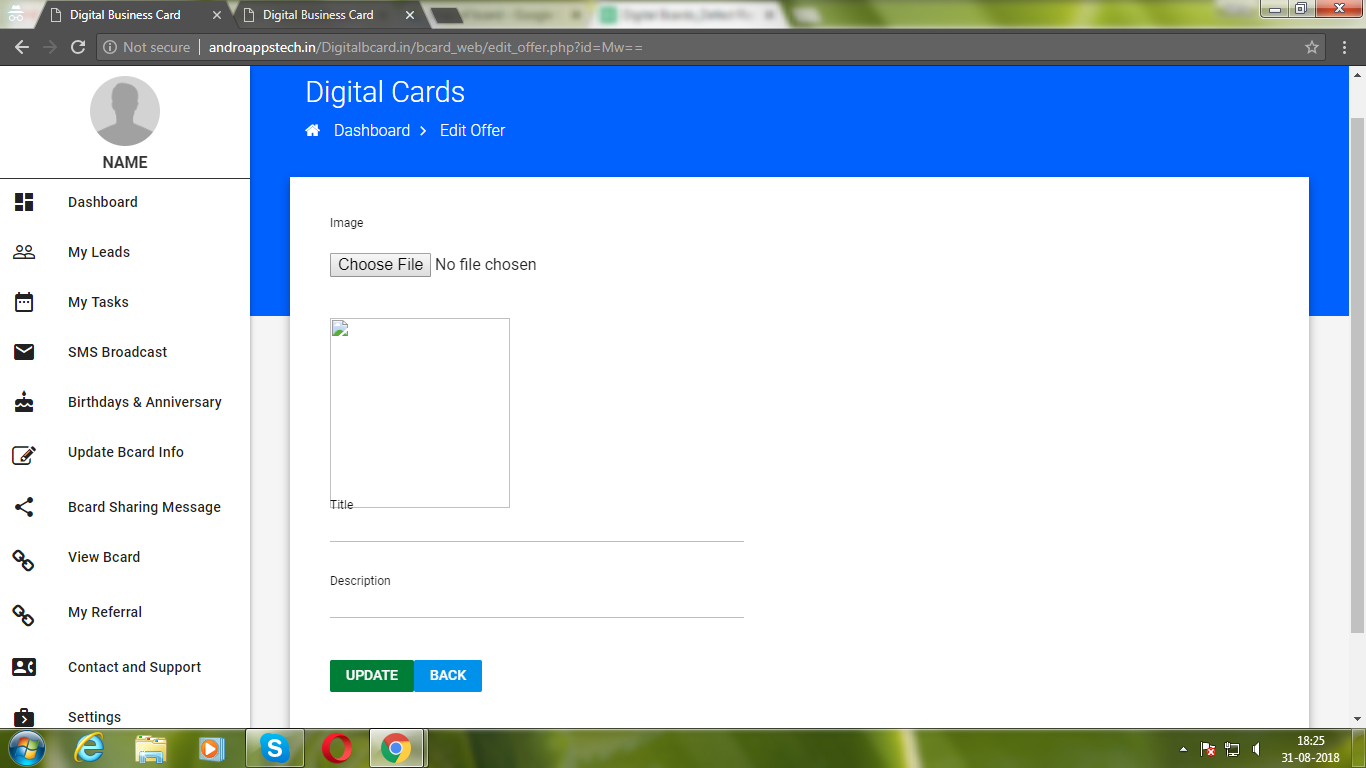 Digital Business Card
Digital Business Card
Not secure
androappstech.in/Digitalbcard.in/bcard_web/edit_offer.php?id=Mw==
NAME
Dashboard
My Leads
My Tasks
SMS Broadcast
Birthdays & Anniversary
Update Bcard Info
Bcard Sharing Message
View Bcard
My Referral
Contact and Support
Settings
Digital Cards
Dashboard > Edit Offer
Image
Choose File No file chosen
Title
Description
UPDATE BACK
18:25
31-08-2018